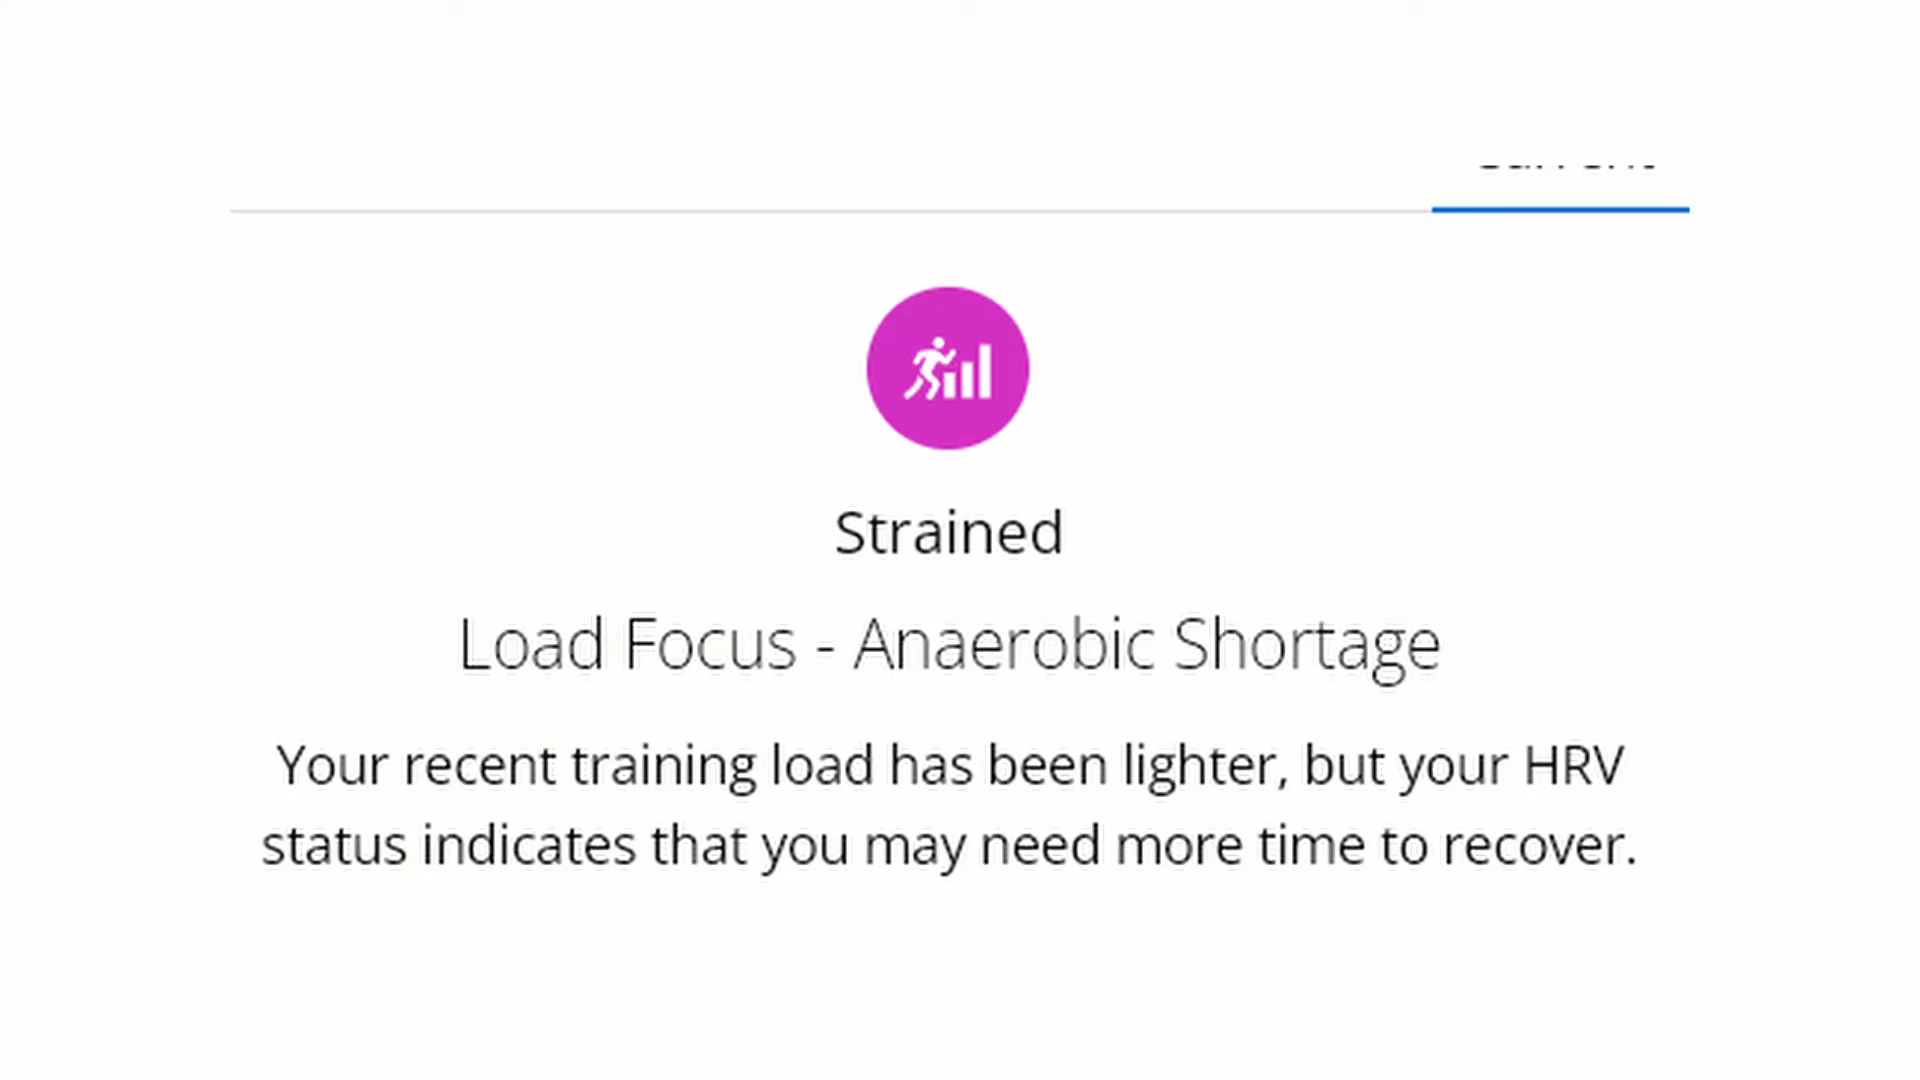 Strained
Load Focus - Anaerobic Shortage
Your recent training load has been lighter, but your HRV
status indicates that you may need more time to recover.